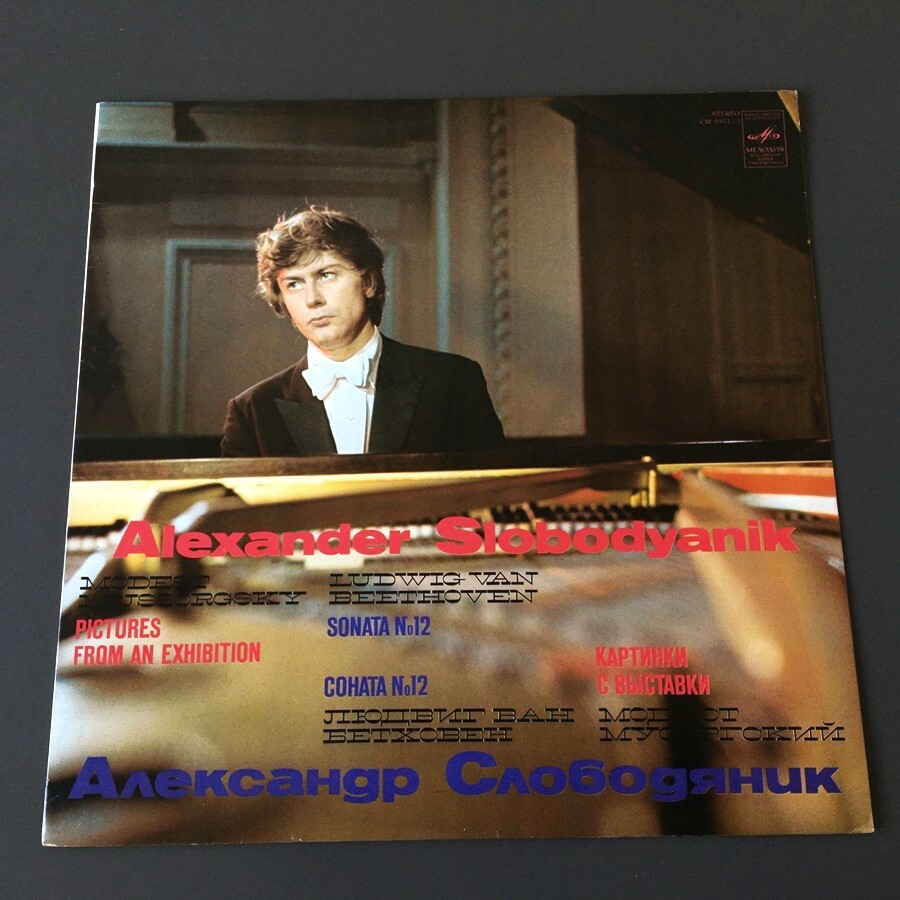 STEREO
МЕЛОДИЯ
Alexander Slobodyanik
MODEST
MUSSORGSKY
LUDWIG VAN
BEETHOVEN
PICTURES
FROM AN EXHIBITION
SONATA №12
СОНАТА №12
КАРТИНКИ
С ВЫСТАВКИ
ЛЮДВИГ ВАН
БЕТХОВЕН
МОДЕСТ
МУСОРГСКИЙ
Александр Слободяник